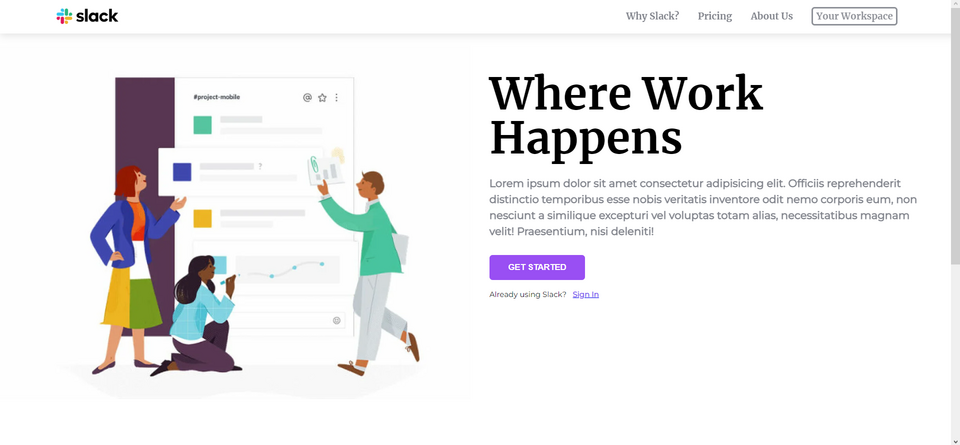 slack
Why Slack?
Pricing
About Us
Your Workspace
#project-mobile
?
Where Work
Happens
Lorem ipsum dolor sit amet consectetur adipisicing elit. Officiis reprehenderit
distinctio temporibus esse nobis veritatis inventore odit nemo corporis eum, non
nesciunt a similique excepturi vel voluptas totam alias, necessitatibus magnam
velit! Praesentium, nisi deleniti!
GET STARTED
Already using Slack? Sign In